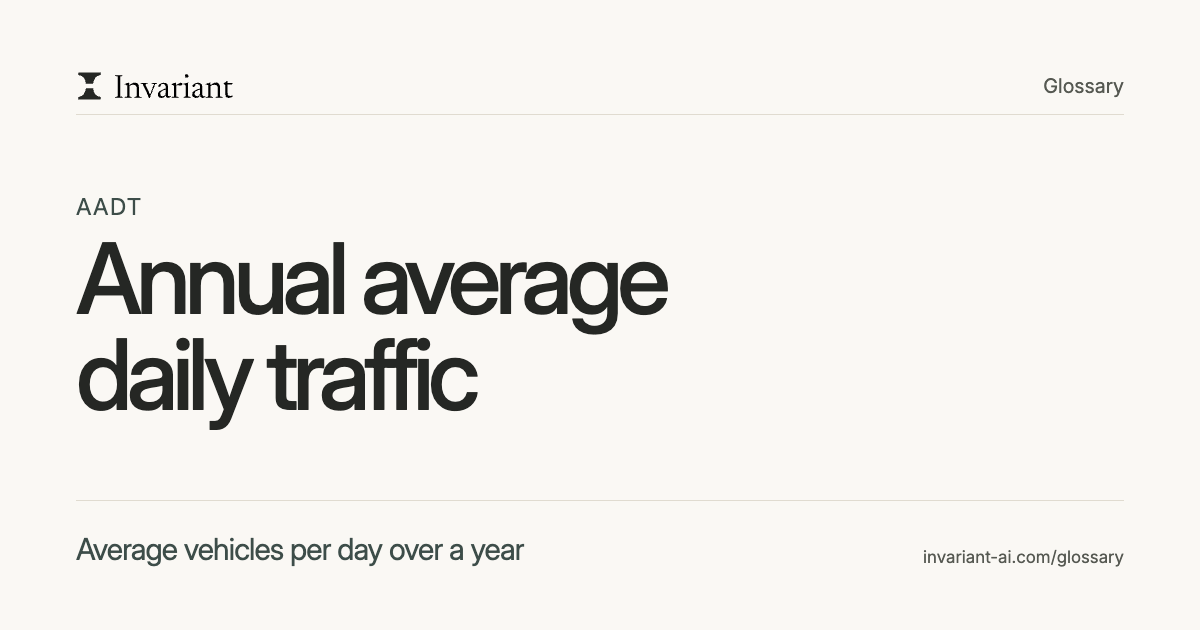 Invariant
Glossary
AADT
Annual average
daily traffic
Average vehicles per day over a year
invariant-ai.com/glossary